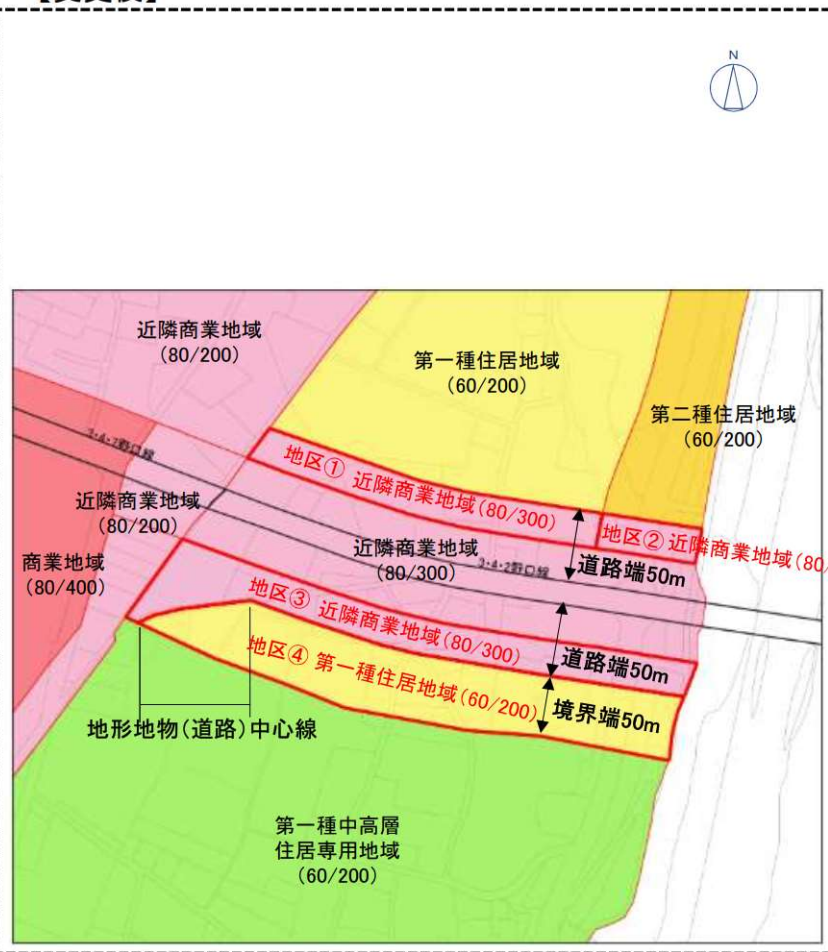 【変更後】
N
近隣商業地域
(80/200)
第一種住居地域
(60/200)
第二種住居地域
(60/200)
3・4・2野口線
地区① 近隣商業地域(80/300)
地区② 近隣商業地域(80/
近隣商業地域
(80/200)
近隣商業地域
(80/300)
3・4・2野口線
道路端50m
商業地域
(80/400)
地区③ 近隣商業地域(80/300)
道路端50m
地区④ 第一種住居地域(60/200)
境界端50m
地形地物(道路)中心線
第一種中高層
住居専用地域
(60/200)